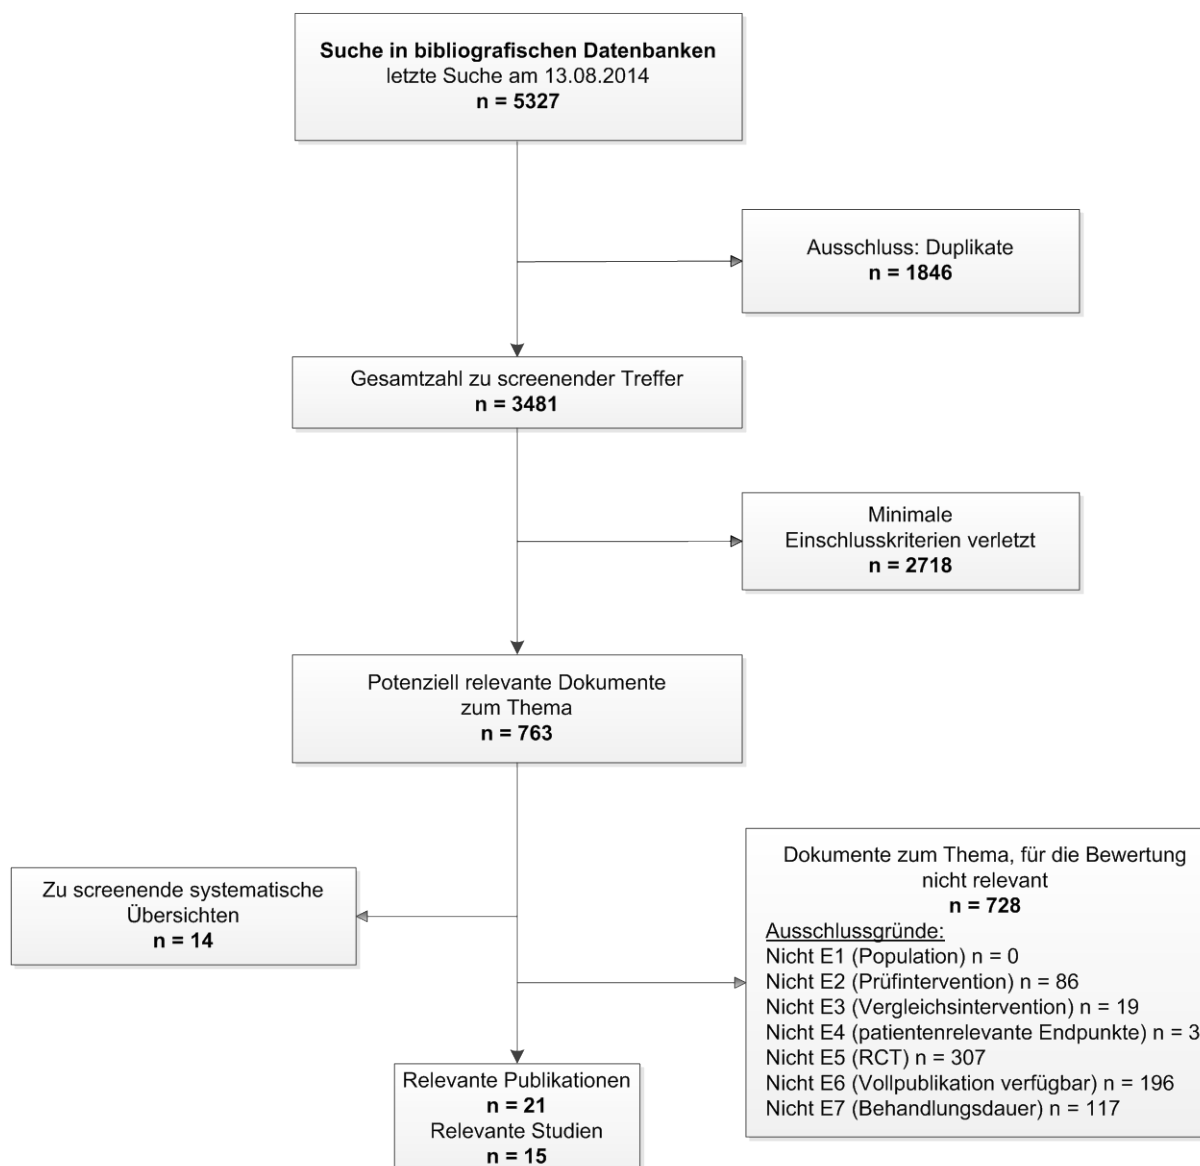 Suche in bibliografischen Datenbanken
letzte Suche am 13.08.2014
n = 5327
Ausschluss: Duplikate
n = 1846
Gesamtzahl zu screenender Treffer
n = 3481
Minimale
Einschlusskriterien verletzt
n = 2718
Potenziell relevante Dokumente
zum Thema
n = 763
Zu screenende systematische
Übersichten
n = 14
Dokumente zum Thema, für die Bewertung
nicht relevant
n = 728
Ausschlussgründe:
Nicht E1 (Population) n = 0
Nicht E2 (Prüfintervention) n = 86
Nicht E3 (Vergleichsintervention) n = 19
Nicht E4 (patientenrelevante Endpunkte) n = 3
Nicht E5 (RCT) n = 307
Nicht E6 (Vollpublikation verfügbar) n = 196
Nicht E7 (Behandlungsdauer) n = 117
Relevante Publikationen
n = 21
Relevante Studien
n = 15